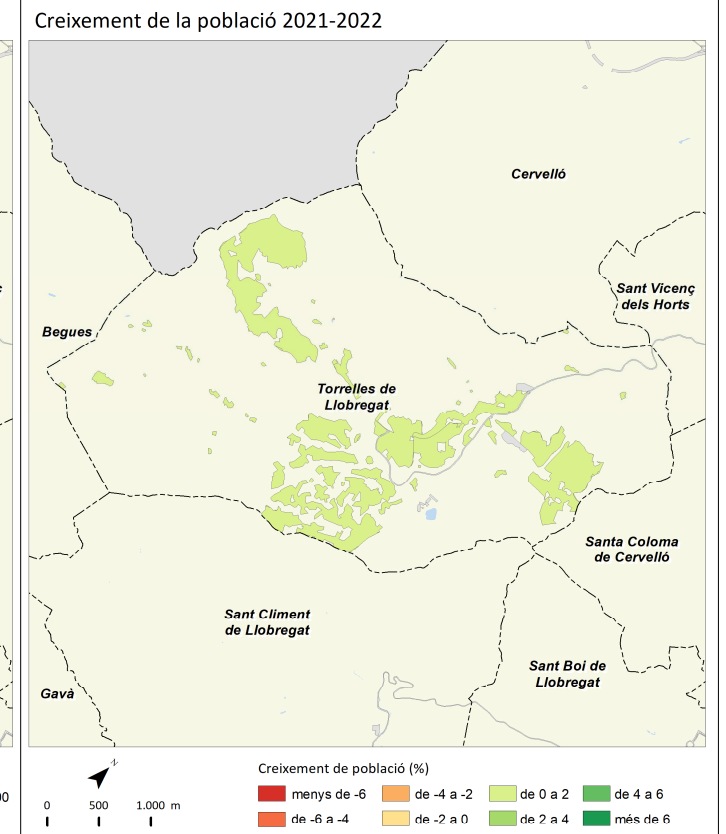 Creixement de la població 2021-2022
Cervelló
Sant Vicenç
dels Horts
Begues
Torrelles de
Llobregat
Santa Coloma
de Cervelló
Sant Climent
de Llobregat
Sant Boi de
Llobregat
Gavà
N
0 500 1.000 m
Creixement de població (%)
menys de -6
de -4 a -2
de 0 a 2
de 4 a 6
de -6 a -4
de -2 a 0
de 2 a 4
més de 6